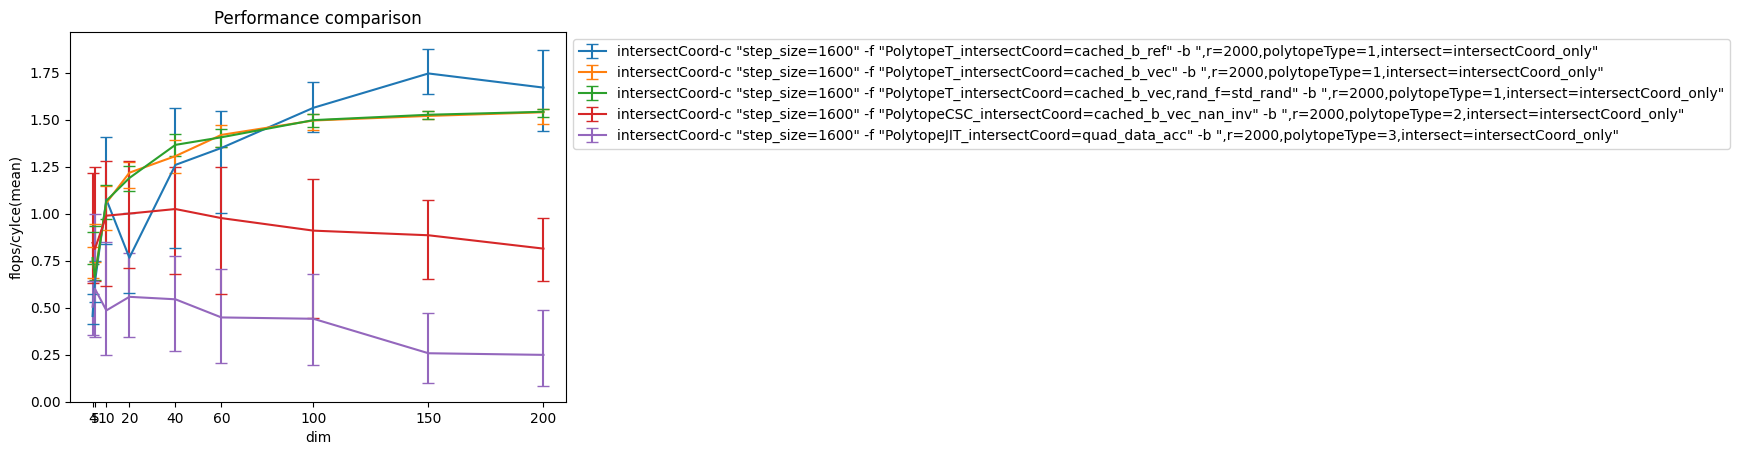 Performance comparison
flops/cylce(mean)
1.75
1.50
1.25
1.00
0.75
0.50
0.25
0.00
4 5 10 20 40 60 100 150 200
dim
intersectCoord-c "step_size=1600" -f "PolytopeT_intersectCoord=cached_b_ref" -b ",r=2000,polytopeType=1,intersect=intersectCoord_only"
intersectCoord-c "step_size=1600" -f "PolytopeT_intersectCoord=cached_b_vec" -b ",r=2000,polytopeType=1,intersect=intersectCoord_only"
intersectCoord-c "step_size=1600" -f "PolytopeT_intersectCoord=cached_b_vec,rand_f=std_rand" -b ",r=2000,polytopeType=1,intersect=intersectCoord_only"
intersectCoord-c "step_size=1600" -f "PolytopeCSC_intersectCoord=cached_b_vec_nan_inv" -b ",r=2000,polytopeType=2,intersect=intersectCoord_only"
intersectCoord-c "step_size=1600" -f "PolytopeJIT_intersectCoord=quad_data_acc" -b ",r=2000,polytopeType=3,intersect=intersectCoord_only"